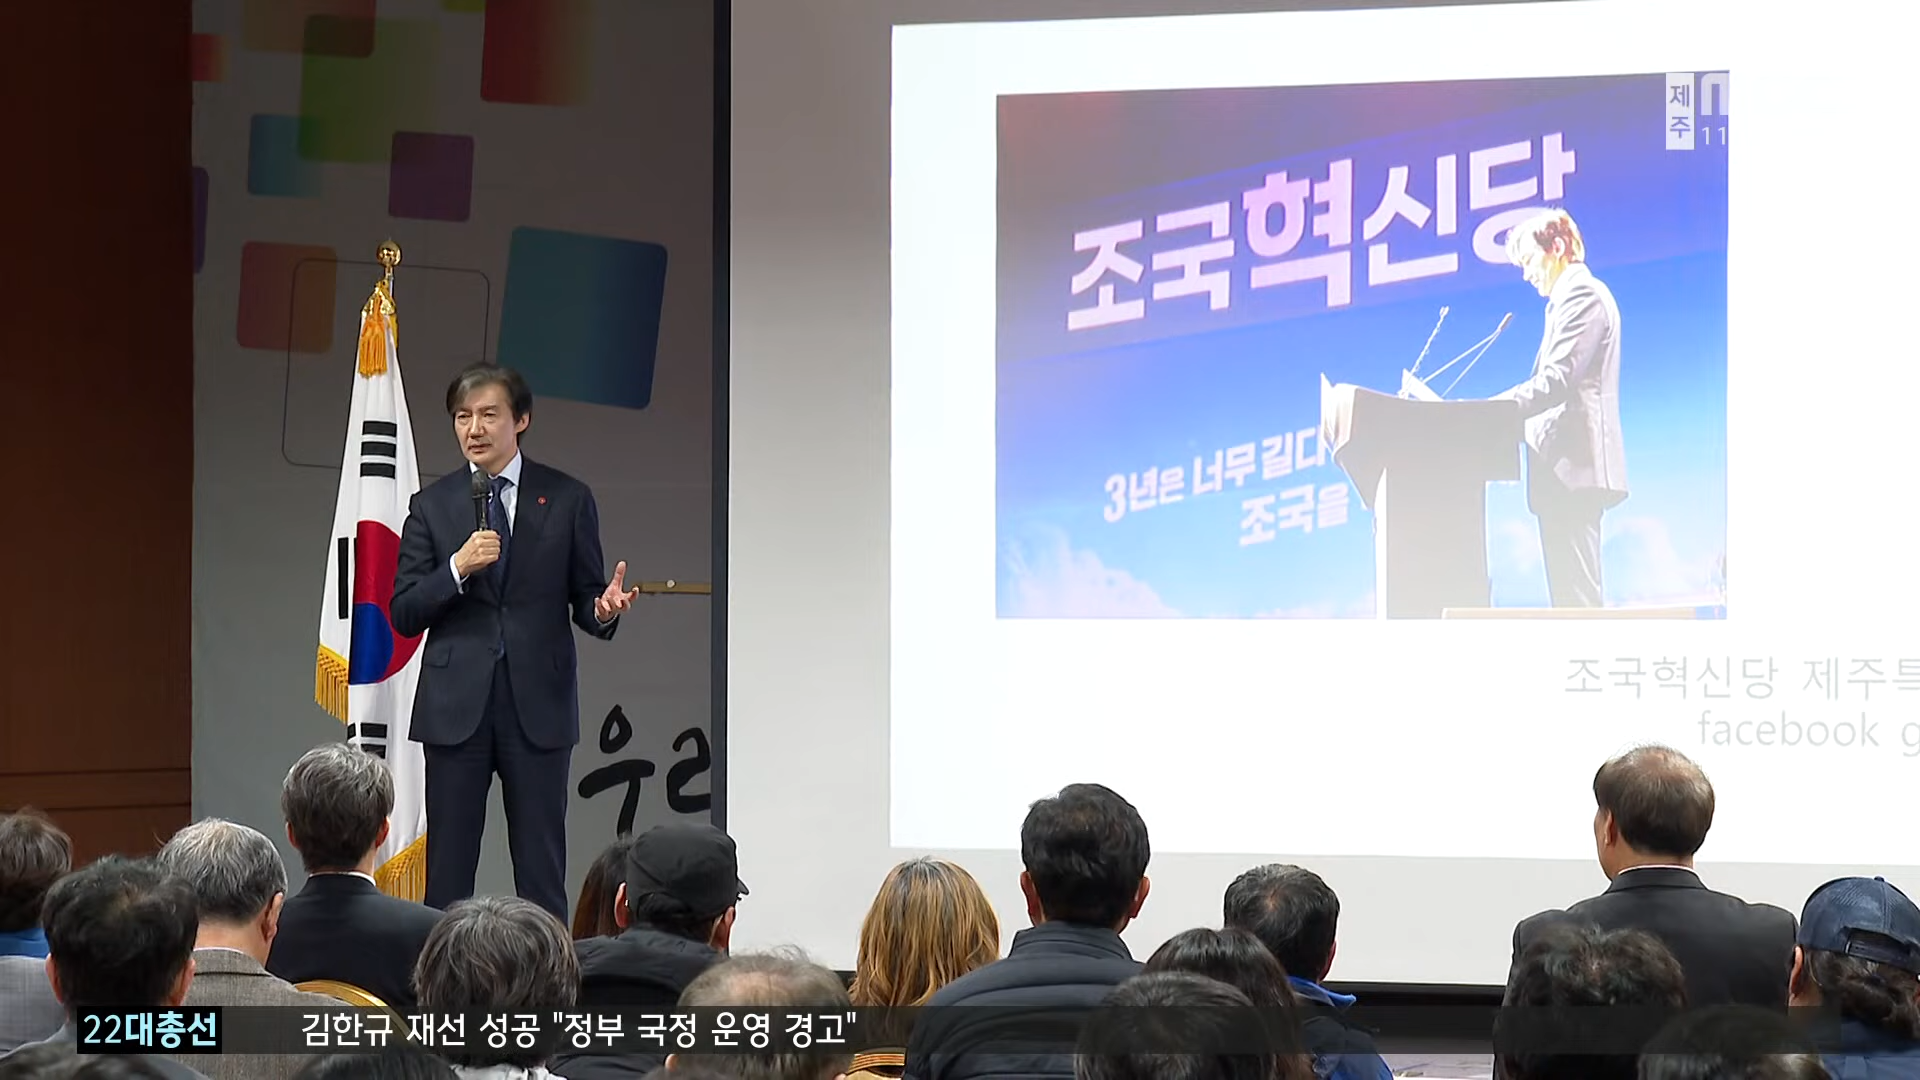 제주
11
조국혁신당
3년은 너무길다
조국을
조국혁신당 제주특
facebook g
우리
22대총선 김한규 재선 성공 "정부 국정 운영 경고"